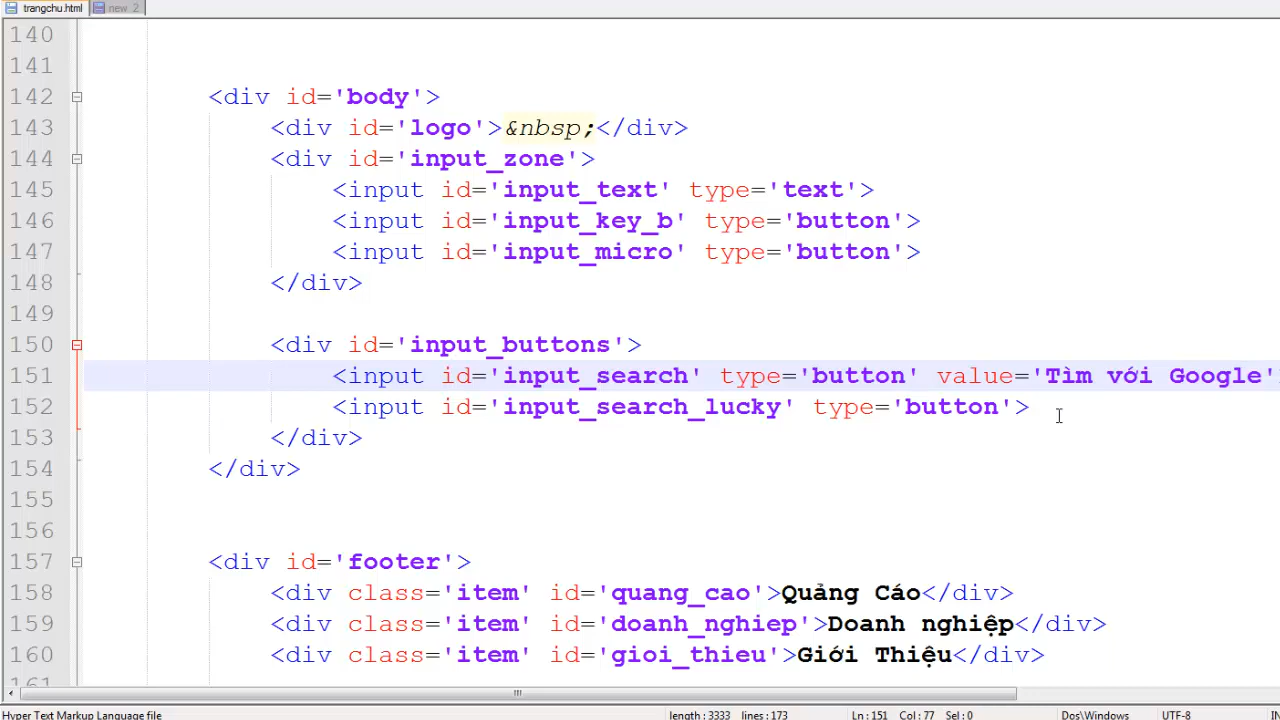 trangchu.html new 2
140
141
142 <div id='body'>
143 <div id='logo'>&nbsp;</div>
144 <div id='input_zone'>
145 <input id='input_text' type='text'>
146 <input id='input_key_b' type='button'>
147 <input id='input_micro' type='button'>
148 </div>
149
150 <div id='input_buttons'>
151 <input id='input_search' type='button' value='Tìm với Google'
152 <input id='input_search_lucky' type='button'>
153 </div>
154 </div>
155
156
157 <div id='footer'>
158 <div class='item' id='quang_cao'>Quảng Cáo</div>
159 <div class='item' id='doanh_nghiep'>Doanh nghiệp</div>
160 <div class='item' id='gioi_thieu'>Giới Thiệu</div>
161
Hyper Text Markup Language file length : 3333 lines : 173 Ln : 151 Col : 77 Sel : 0 Dos\Windows UTF-8 IN